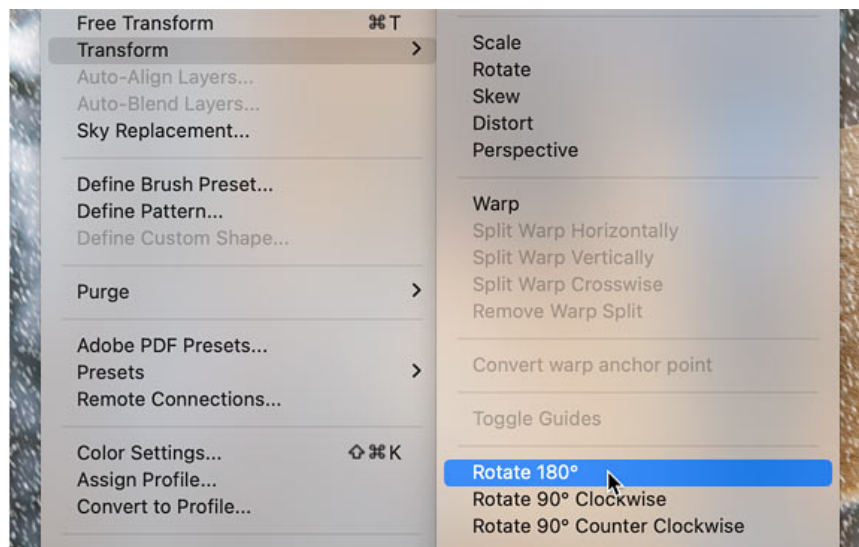 Free Transform ⌘T
Transform >
Auto-Align Layers...
Auto-Blend Layers...
Sky Replacement...
Define Brush Preset...
Define Pattern...
Define Custom Shape...
Purge >
Adobe PDF Presets...
Presets >
Remote Connections...
Color Settings... ⇧⌘K
Assign Profile...
Convert to Profile...
Scale
Rotate
Skew
Distort
Perspective
Warp
Split Warp Horizontally
Split Warp Vertically
Split Warp Crosswise
Remove Warp Split
Convert warp anchor point
Toggle Guides
Rotate 180°
Rotate 90° Clockwise
Rotate 90° Counter Clockwise